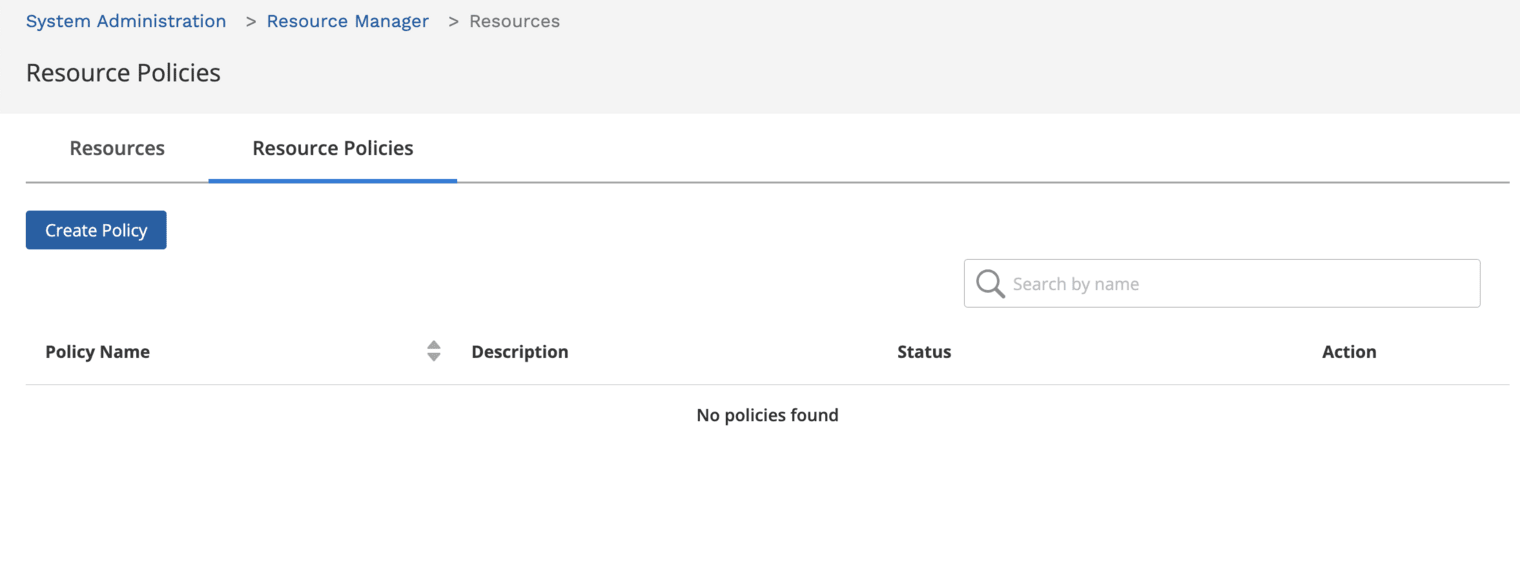 System Administration > Resource Manager > Resources
Resource Policies
Resources Resource Policies
Create Policy
Search by name
Policy Name Description Status Action
No policies found